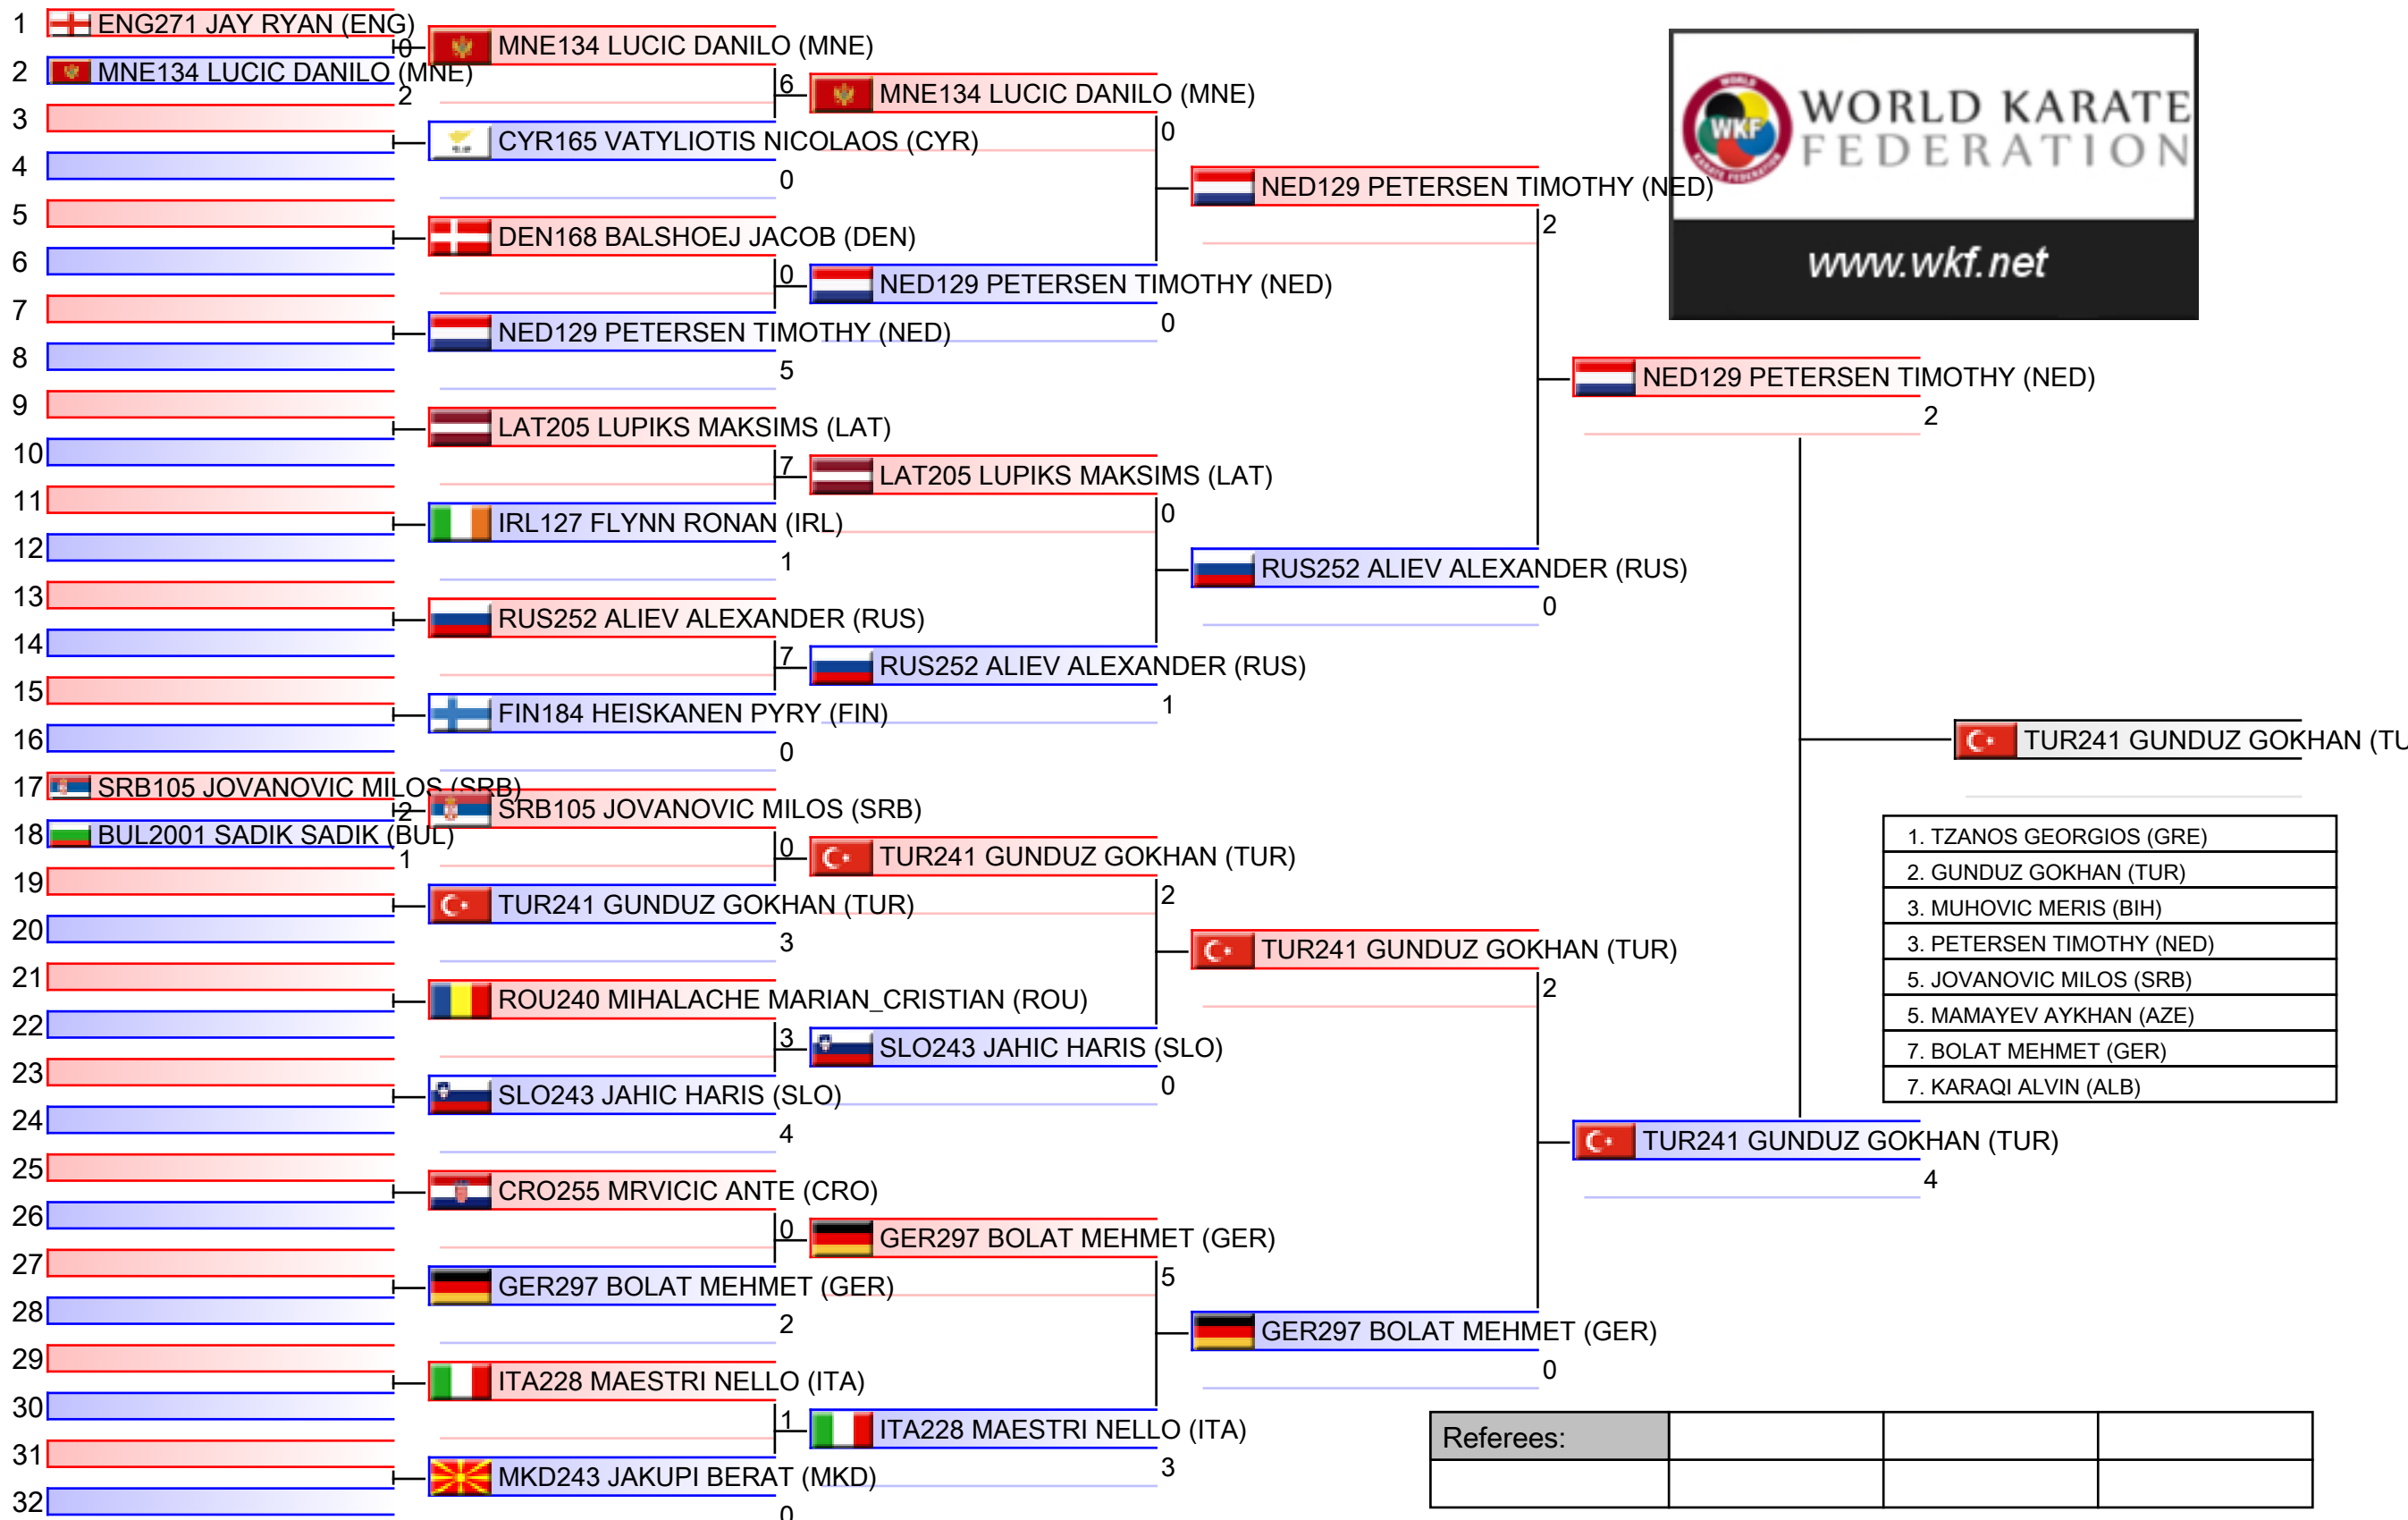 1 ENG271 JAY RYAN (ENG)
0
2 MNE134 LUCIC DANILO (MNE)
2
3
4
5
6
7
8
9
10
11
12
13
14
15
16
17 SRB105 JOVANOVIC MILOS (SRB)
2
18 BUL2001 SADIK SADIK (BUL)
1
19
20
21
22
23
24
25
26
27
28
29
30
31
32
MNE134 LUCIC DANILO (MNE)
6
CYR165 VATYLIOTIS NICOLAOS (CYR)
0
DEN168 BALSHOEJ JACOB (DEN)
0
NED129 PETERSEN TIMOTHY (NED)
5
LAT205 LUPIKS MAKSIMS (LAT)
7
IRL127 FLYNN RONAN (IRL)
1
RUS252 ALIEV ALEXANDER (RUS)
7
FIN184 HEISKANEN PYRY (FIN)
0
SRB105 JOVANOVIC MILOS (SRB)
0
TUR241 GUNDUZ GOKHAN (TUR)
3
ROU240 MIHALACHE MARIAN_CRISTIAN (ROU)
3
SLO243 JAHIC HARIS (SLO)
4
CRO255 MRVICIC ANTE (CRO)
0
GER297 BOLAT MEHMET (GER)
2
ITA228 MAESTRI NELLO (ITA)
1
MKD243 JAKUPI BERAT (MKD)
0
MNE134 LUCIC DANILO (MNE)
0
NED129 PETERSEN TIMOTHY (NED)
0
LAT205 LUPIKS MAKSIMS (LAT)
0
RUS252 ALIEV ALEXANDER (RUS)
1
TUR241 GUNDUZ GOKHAN (TUR)
2
SLO243 JAHIC HARIS (SLO)
0
GER297 BOLAT MEHMET (GER)
5
ITA228 MAESTRI NELLO (ITA)
3
NED129 PETERSEN TIMOTHY (NED)
2
RUS252 ALIEV ALEXANDER (RUS)
0
TUR241 GUNDUZ GOKHAN (TUR)
2
GER297 BOLAT MEHMET (GER)
0
NED129 PETERSEN TIMOTHY (NED)
2
TUR241 GUNDUZ GOKHAN (TUR)
4
TUR241 GUNDUZ GOKHAN (TU
WORLD
WKF
KARATE FEDERATION
WORLD KARATE
FEDERATION
www.wkf.net
1. TZANOS GEORGIOS (GRE)
2. GUNDUZ GOKHAN (TUR)
3. MUHOVIC MERIS (BIH)
3. PETERSEN TIMOTHY (NED)
5. JOVANOVIC MILOS (SRB)
5. MAMAYEV AYKHAN (AZE)
7. BOLAT MEHMET (GER)
7. KARAQI ALVIN (ALB)
Referees: